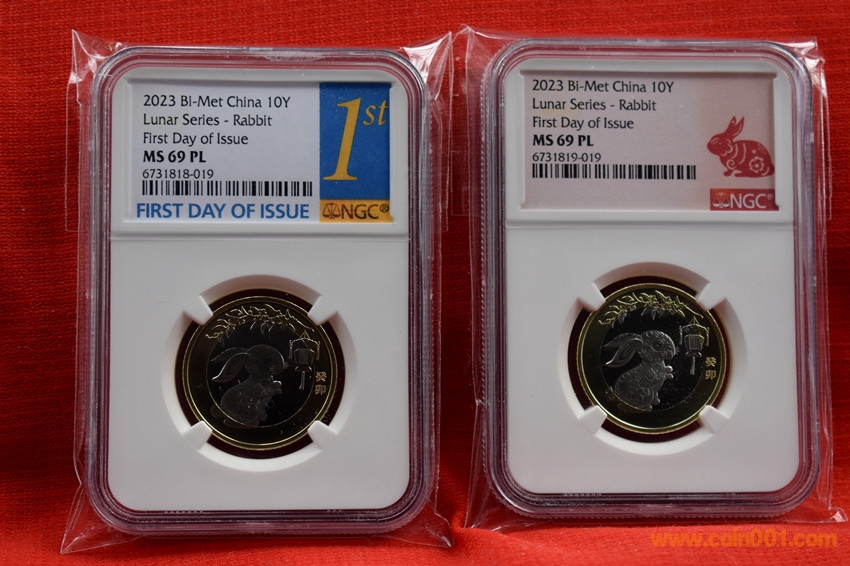 2023 Bi-Met China 10Y
Lunar Series - Rabbit
First Day of Issue
MS 69 PL
6731818-019
FIRST DAY OF ISSUE
1st
NGC®
癸卯
2023 Bi-Met China 10Y
Lunar Series - Rabbit
First Day of Issue
MS 69 PL
6731819-019
NGC
癸卯
www.coin001.com